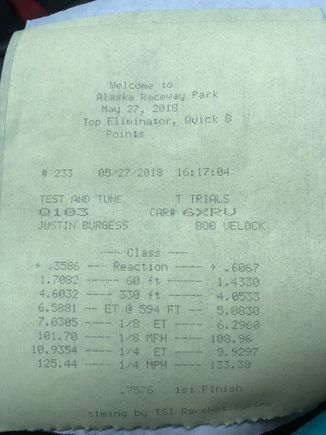 Welcome to
Alaska Raceway Park
May 27, 2018
Top Eliminator, Quick 8
Points
# 233 05/27/2018 16:17:04
TEST AND TUNE T TRIALS
Q103 CAR# 6XRV
JUSTIN BURGESS BOB VELOCK
--- Class ---
+ .3586 --- Reaction --- + .6067
1.7082 ---- 60 ft ---- 1.4330
4.6032 ---- 330 ft ---- 4.0533
6.5881 -- ET @ 594 FT -- 5.8830
7.0305 ---- 1/8 ET ---- 6.2960
101.70 ---- 1/8 MPH ---- 108.96
10.9354 ---- 1/4 ET ---- 9.9297
125.44 ---- 1/4 MPH ---- 133.30
.7576 1st Finish
timing by TSI RaceNet System